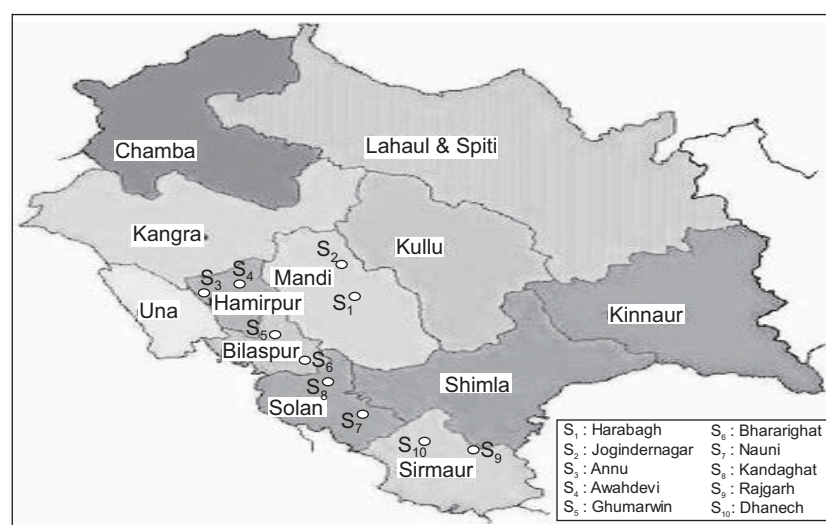 Chamba
Lahaul & Spiti
Kangra
Kullu
S₂
Mandi
S₃
S₄
Una
Hamirpur
S₁
Kinnaur
S₅
Bilaspur
S₆
S₈
Shimla
Solan
S₇
S₁₀
S₉
Sirmaur
S₁ : Harabagh
S₂ : Jogindernagar
S₃ : Annu
S₄ : Awahdevi
S₅ : Ghumarwin
S₆ : Bhararighat
S₇ : Nauni
S₈ : Kandaghat
S₉ : Rajgarh
S₁₀ : Dhanech